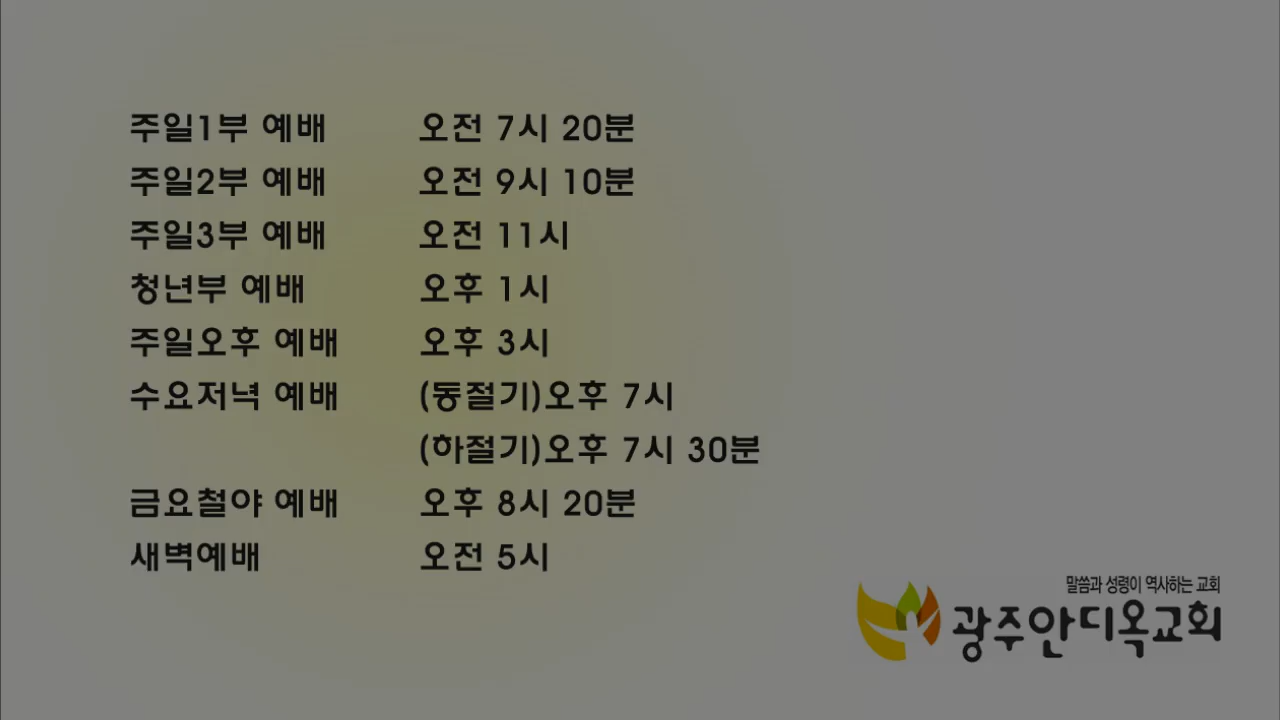 주일1부 예배 오전 7시 20분
주일2부 예배 오전 9시 10분
주일3부 예배 오전 11시
청년부 예배 오후 1시
주일오후 예배 오후 3시
수요저녁 예배 (동절기)오후 7시
(하절기)오후 7시 30분
금요철야 예배 오후 8시 20분
새벽예배 오전 5시
말씀과 성령이 역사하는 교회
광주안디옥교회